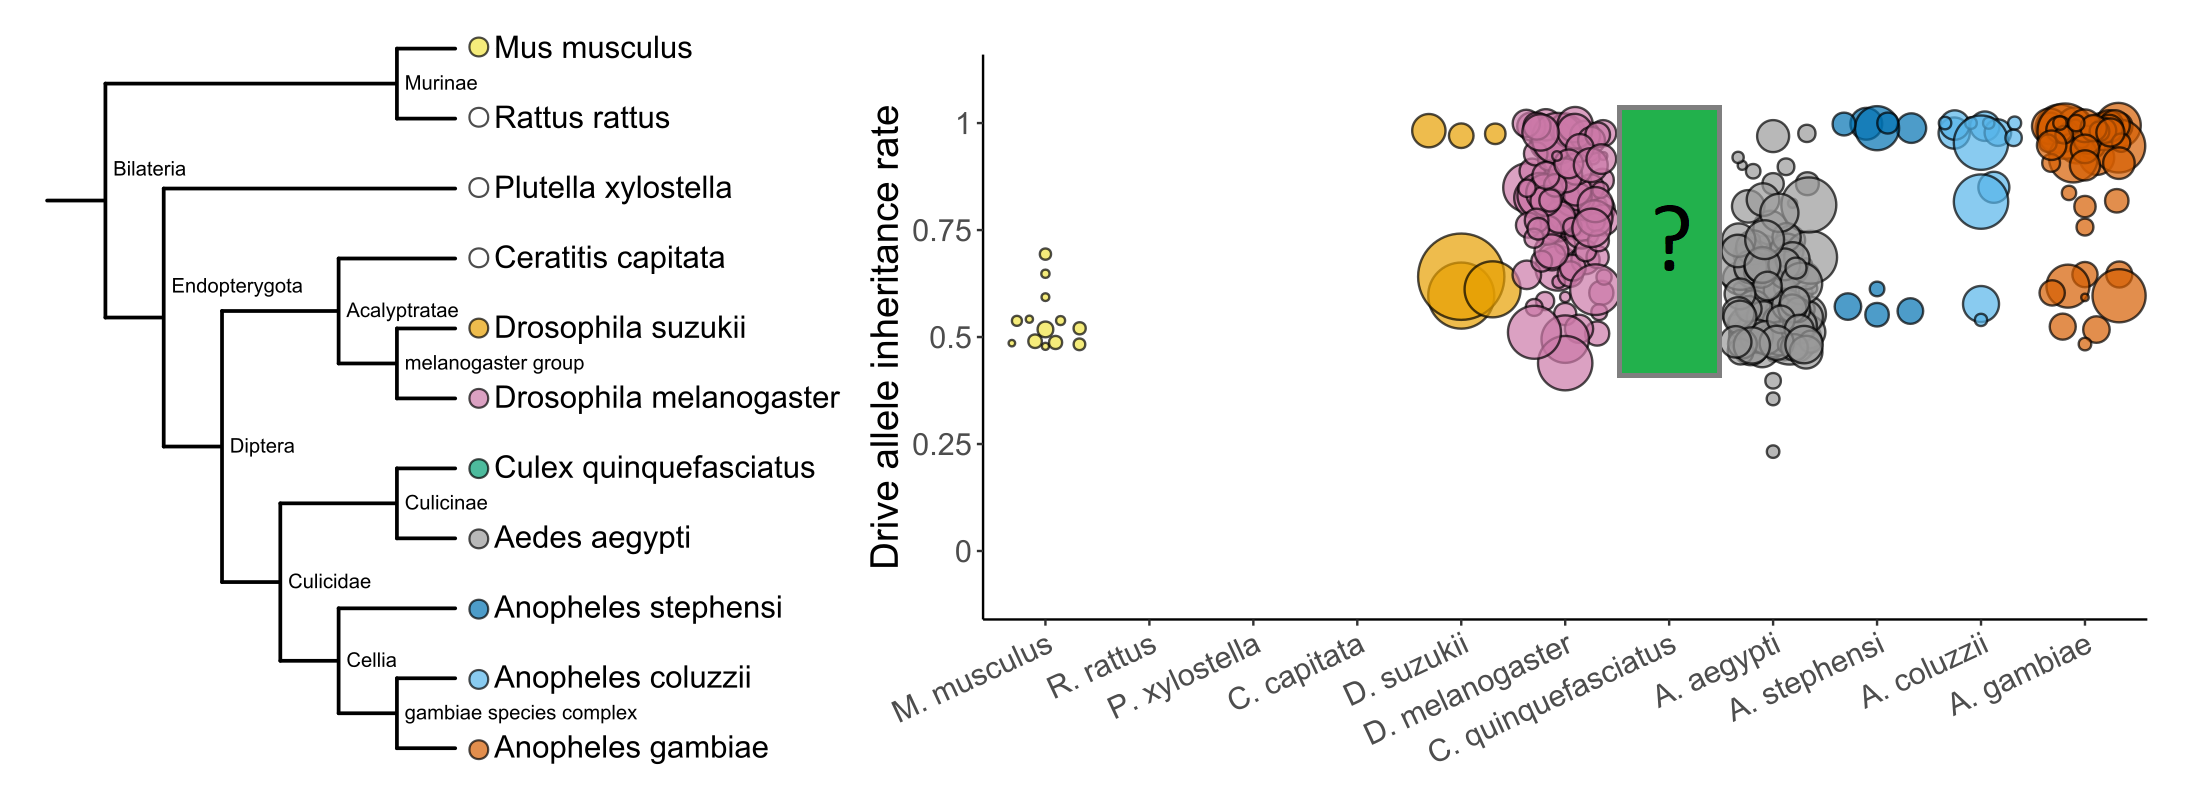 Mus musculus
Murinae
Rattus rattus
Bilateria
Plutella xylostella
Ceratitis capitata
Endopterygota
Acalyptratae
Drosophila suzukii
melanogaster group
Drosophila melanogaster
Diptera
Culex quinquefasciatus
Culicinae
Aedes aegypti
Culicidae
Anopheles stephensi
Cellia
Anopheles coluzzii
gambiae species complex
Anopheles gambiae
Drive allele inheritance rate
1
0.75
0.5
0.25
0
?
M. musculus
R. rattus
P. xylostella
C. capitata
D. suzukii
D. melanogaster
C. quinquefasciatus
A. aegypti
A. stephensi
A. coluzzii
A. gambiae